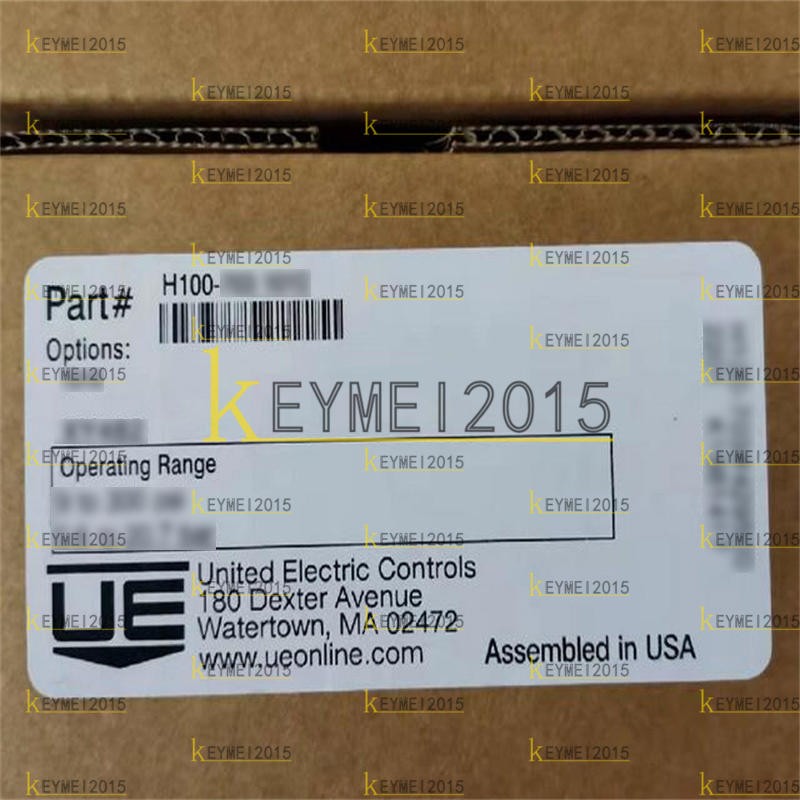 KEYMEI2015
Part# H100-
Options:
KEYMEI2015
Operating Range
UE
United Electric Controls
180 Dexter Avenue
Watertown, MA 02472
www.ueonline.com
Assembled in USA